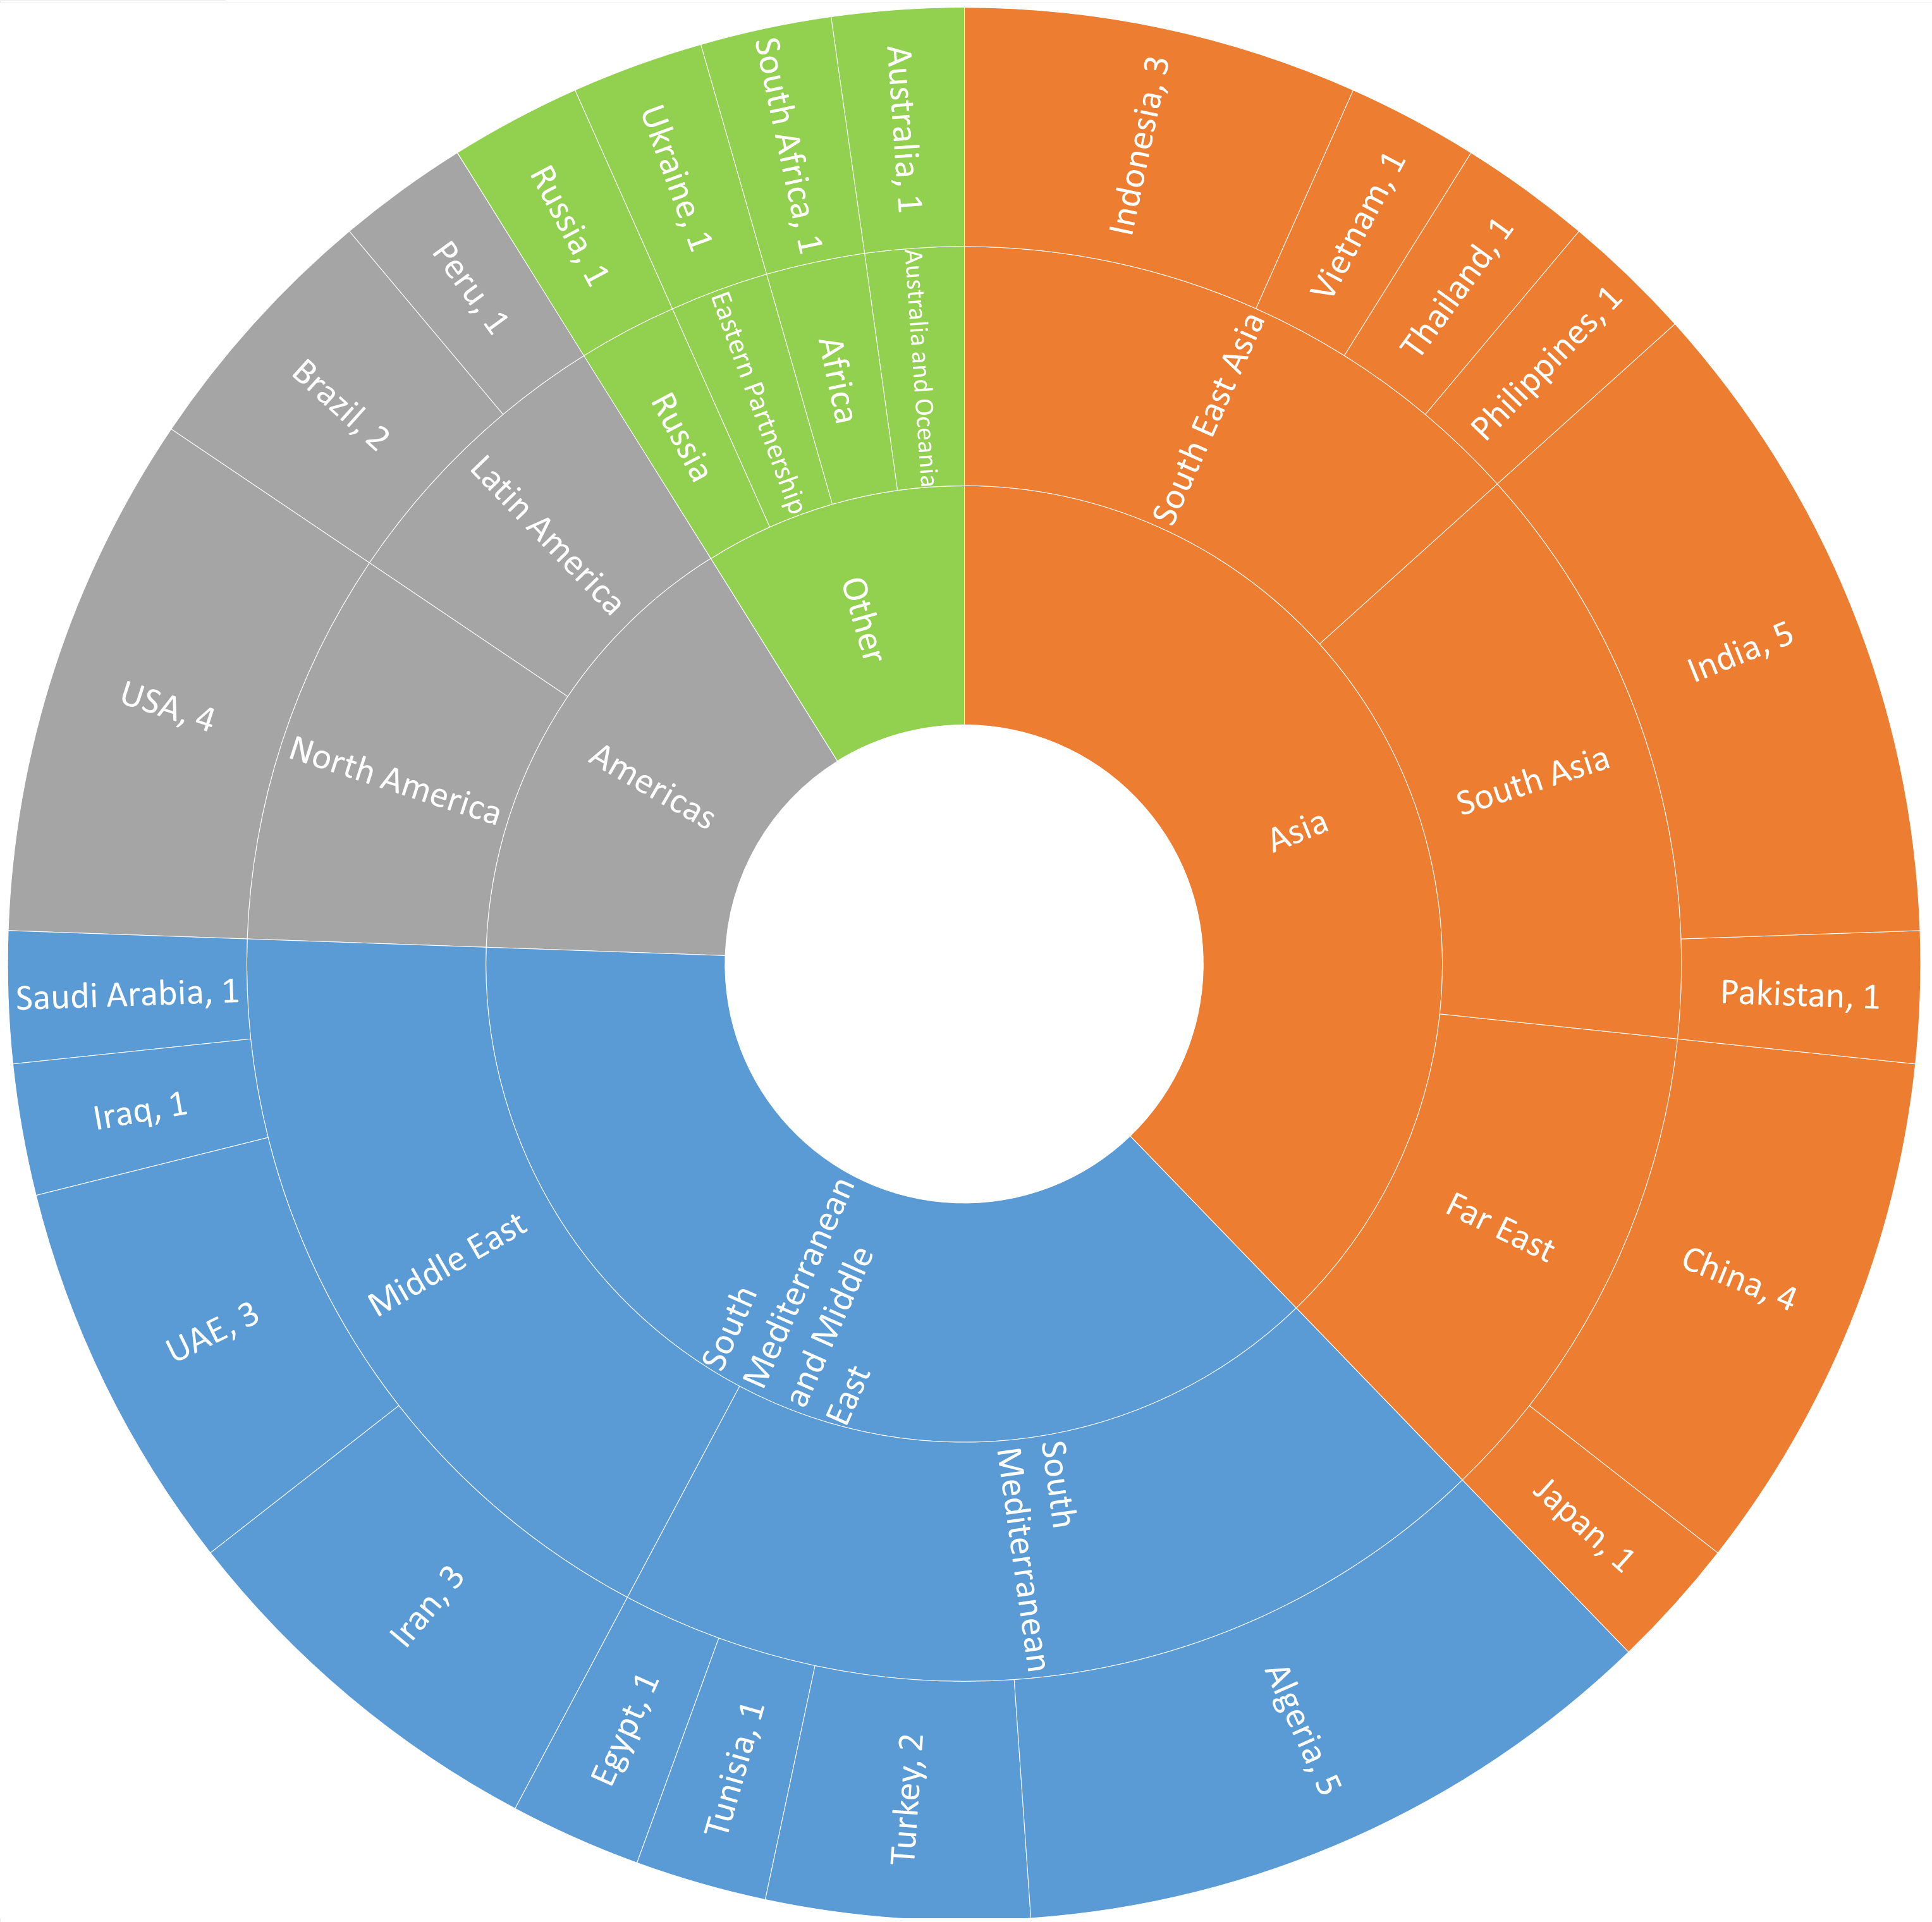 Asia
South East Asia
Indonesia, 3
Vietnam, 1
Thailand, 1
Philippines, 1
South Asia
India, 5
Pakistan, 1
Far East
China, 4
Japan, 1
South
Mediterranean
and Middle
East
South
Mediterranean
Algeria, 5
Turkey, 2
Tunisia, 1
Egypt, 1
Middle East
Iran, 3
UAE, 3
Iraq, 1
Saudi Arabia, 1
Americas
North America
USA, 4
Latin America
Brazil, 2
Peru, 1
Other
Russia
Russia, 1
Eastern Partnership
Ukraine, 1
Africa
South Africa, 1
Australia and Oceania
Australia, 1